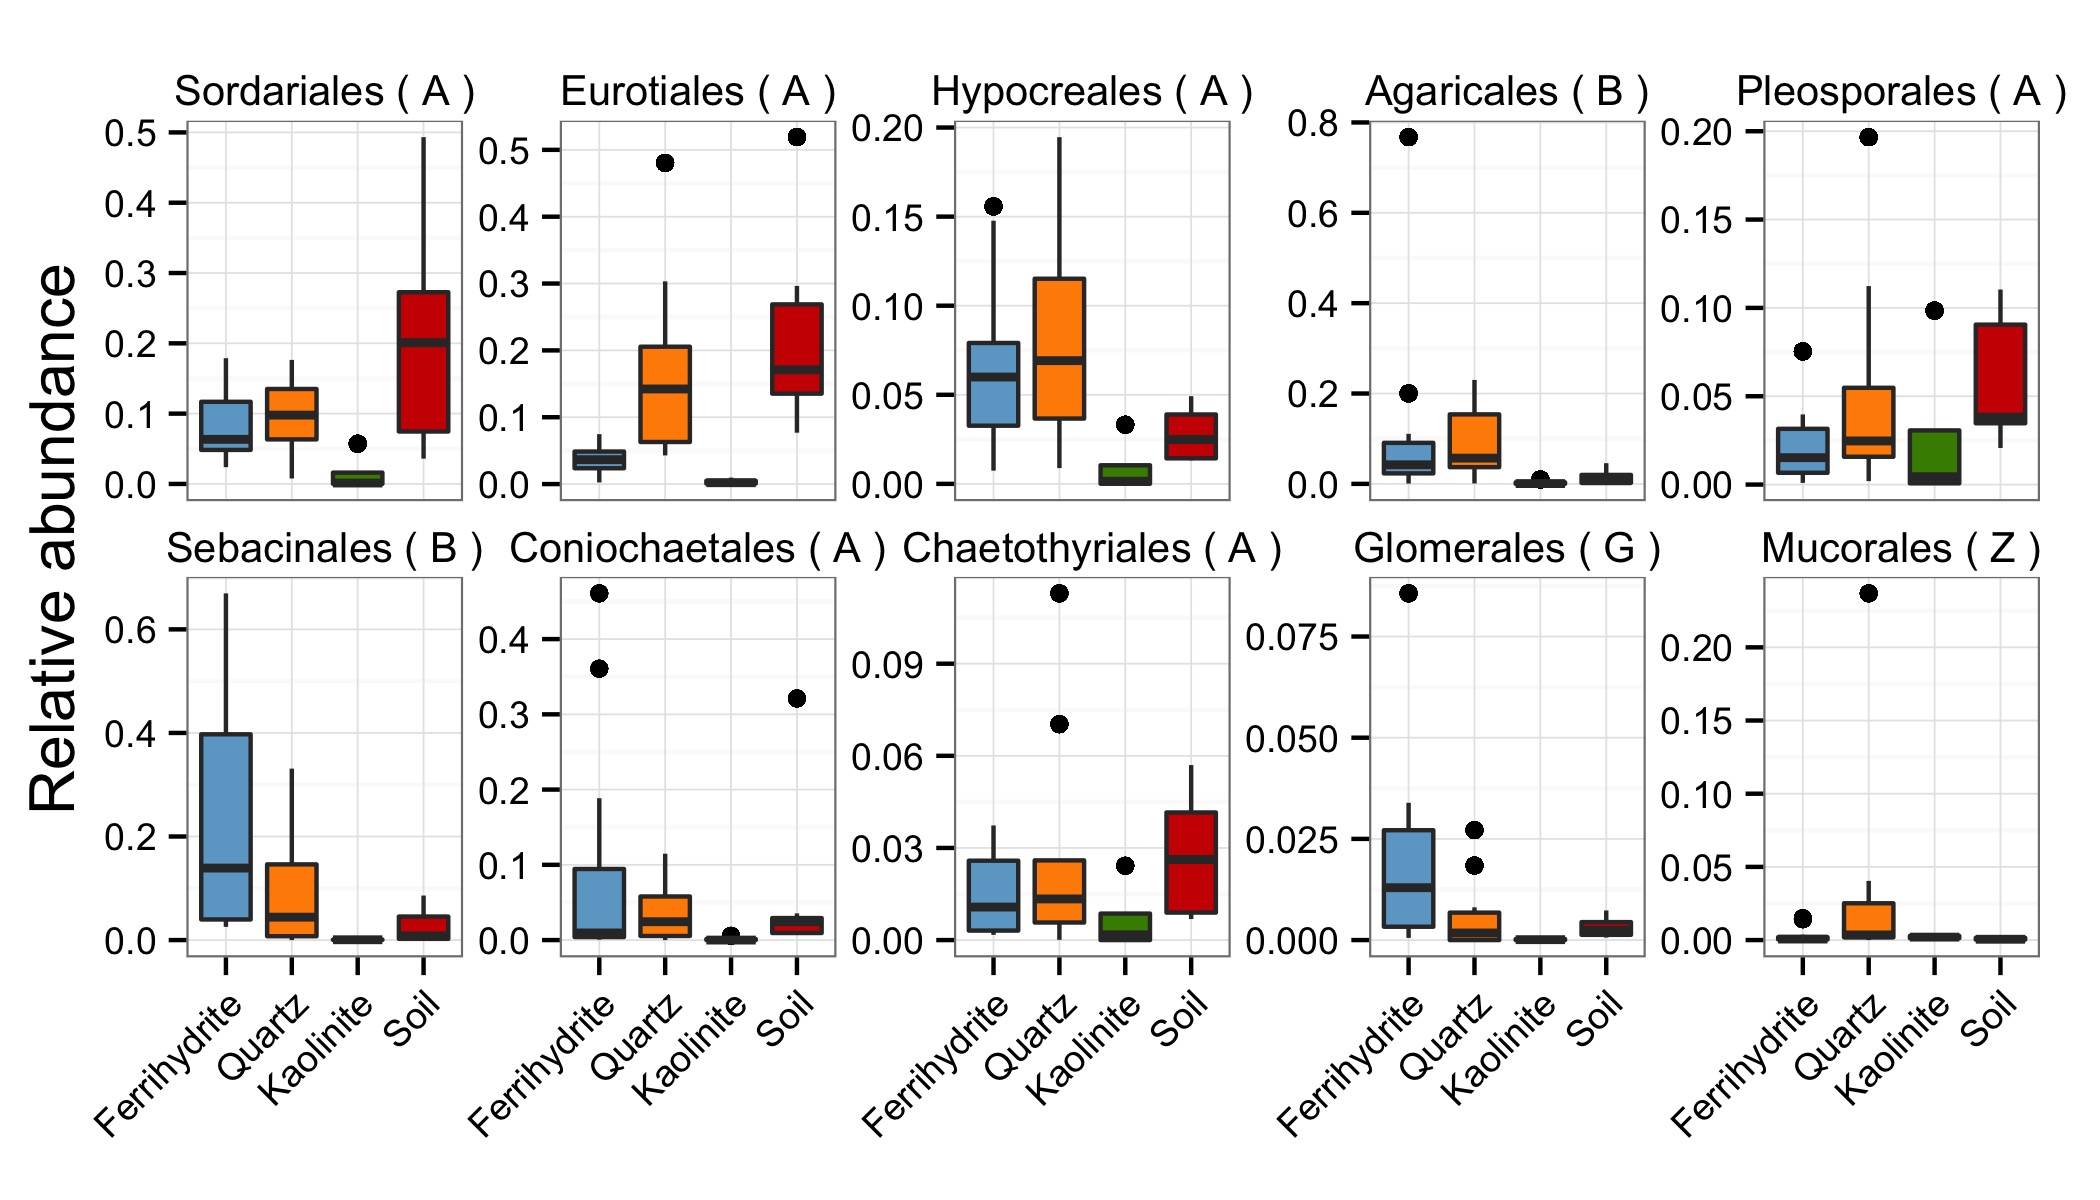 Relative abundance
Sordariales ( A )
0.5
0.4
0.3
0.2
0.1
0.0
Eurotiales ( A )
0.5
0.4
0.3
0.2
0.1
0.0
Hypocreales ( A )
0.20
0.15
0.10
0.05
0.00
Agaricales ( B )
0.8
0.6
0.4
0.2
0.0
Pleosporales ( A )
0.20
0.15
0.10
0.05
0.00
Sebacinales ( B )
0.6
0.4
0.2
0.0
Ferrihydrite
Quartz
Kaolinite
Soil
Coniochaetales ( A )
0.4
0.3
0.2
0.1
0.0
Ferrihydrite
Quartz
Kaolinite
Soil
Chaetothyriales ( A )
0.09
0.06
0.03
0.00
Ferrihydrite
Quartz
Kaolinite
Soil
Glomerales ( G )
0.075
0.050
0.025
0.000
Ferrihydrite
Quartz
Kaolinite
Soil
Mucorales ( Z )
0.20
0.15
0.10
0.05
0.00
Ferrihydrite
Quartz
Kaolinite
Soil